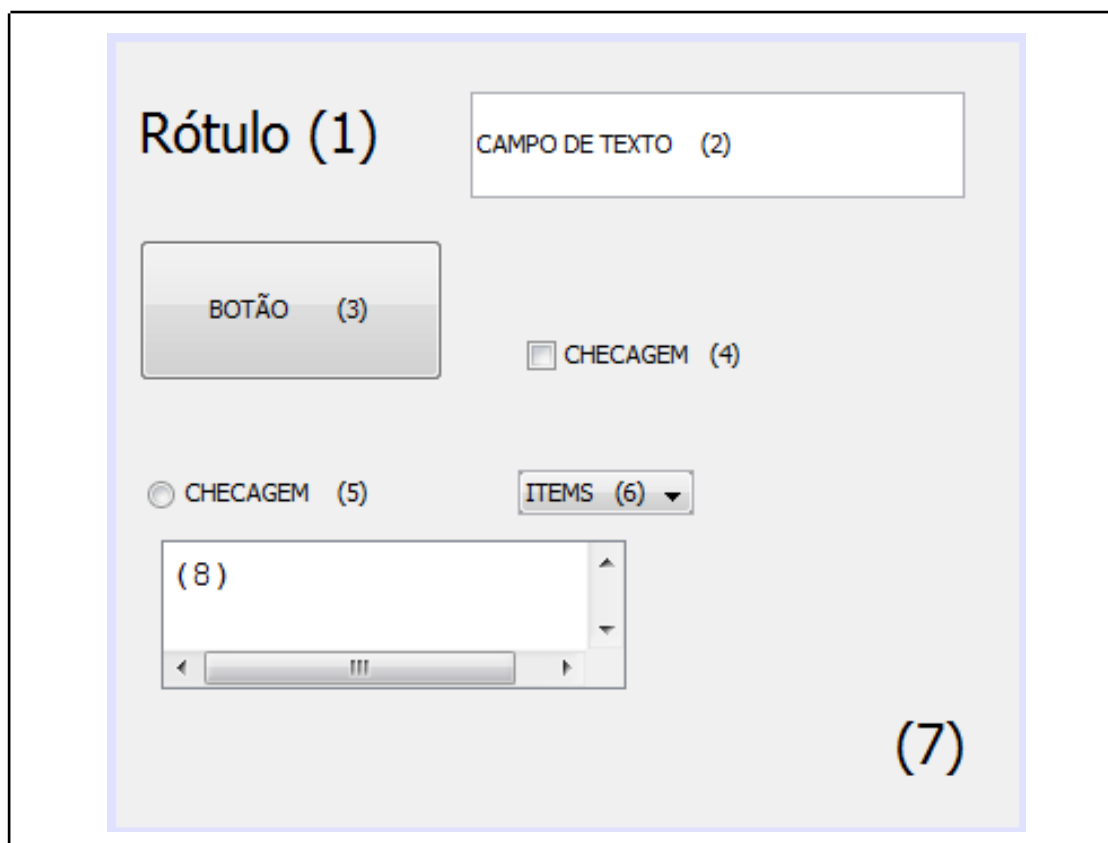 Rótulo (1)
CAMPO DE TEXTO (2)
BOTÃO (3)
CHECAGEM (4)
CHECAGEM (5)
ITEMS (6)
(8)
(7)